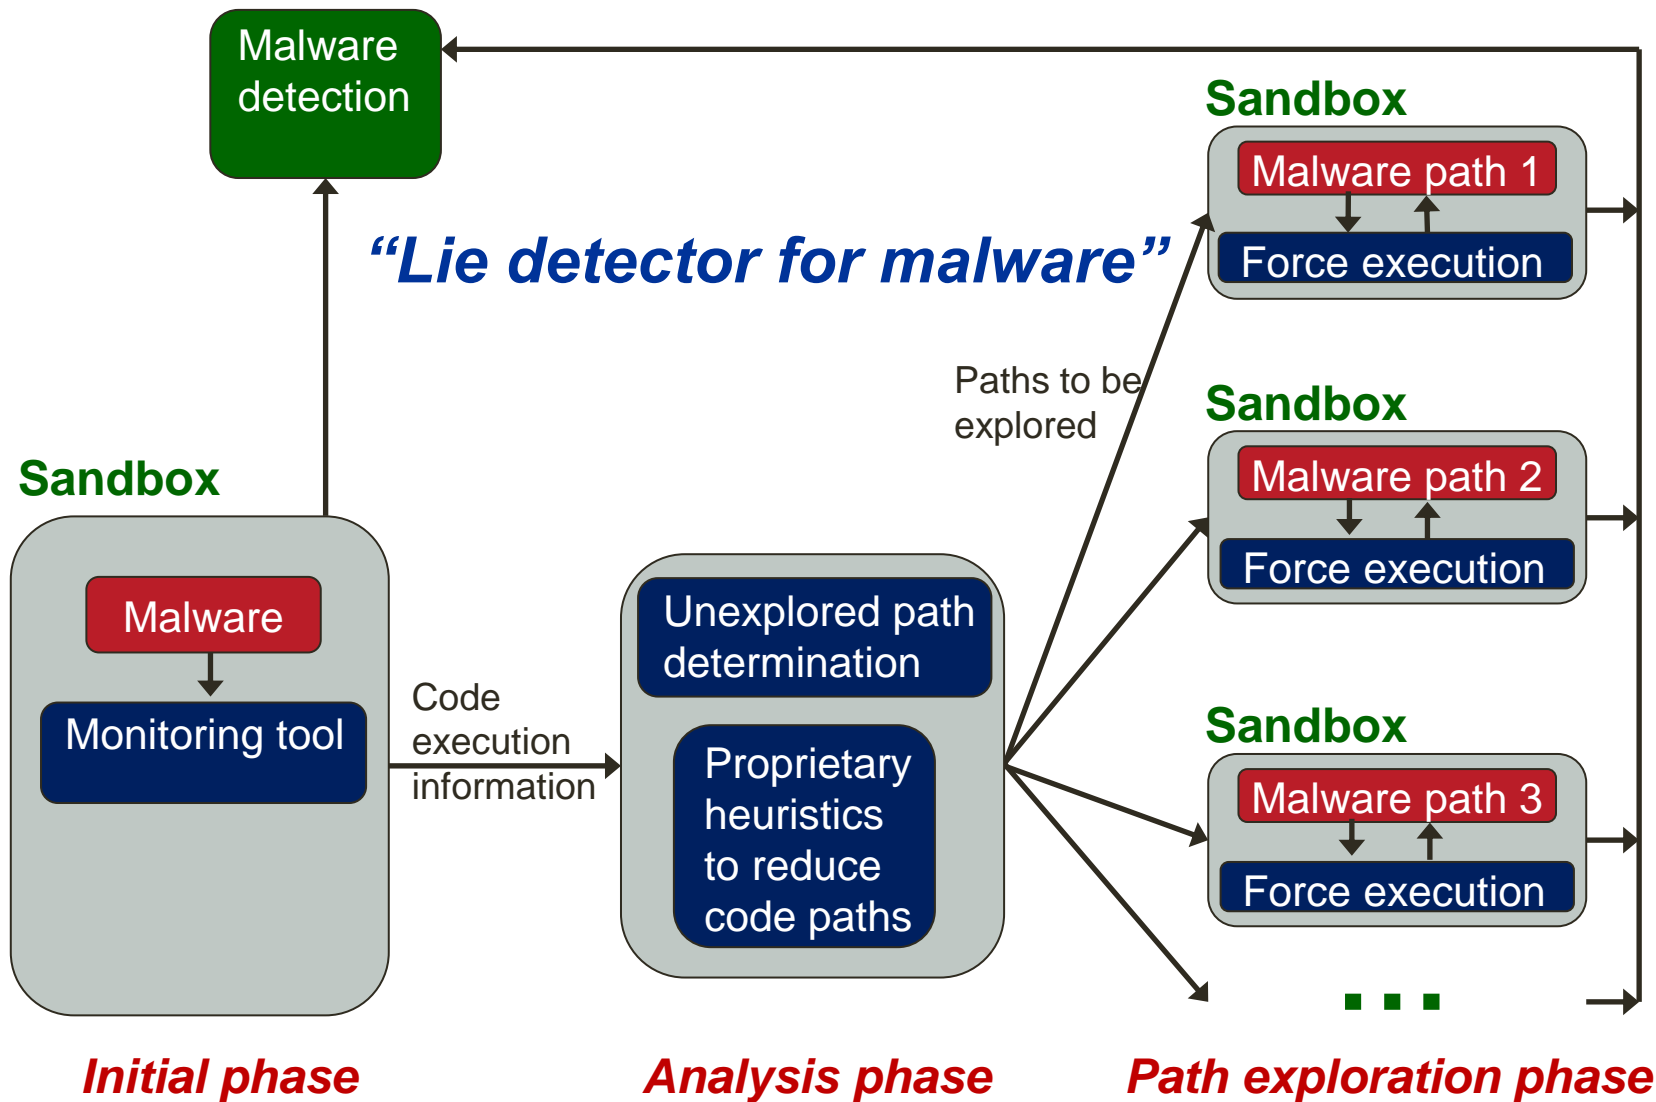 Malware
detection
“Lie detector for malware”
Sandbox
Malware
Monitoring tool
Code
execution
information
Unexplored path
determination
Proprietary
heuristics
to reduce
code paths
Paths to be
explored
Sandbox
Malware path 1
Force execution
Sandbox
Malware path 2
Force execution
Sandbox
Malware path 3
Force execution
...
Initial phase
Analysis phase
Path exploration phase